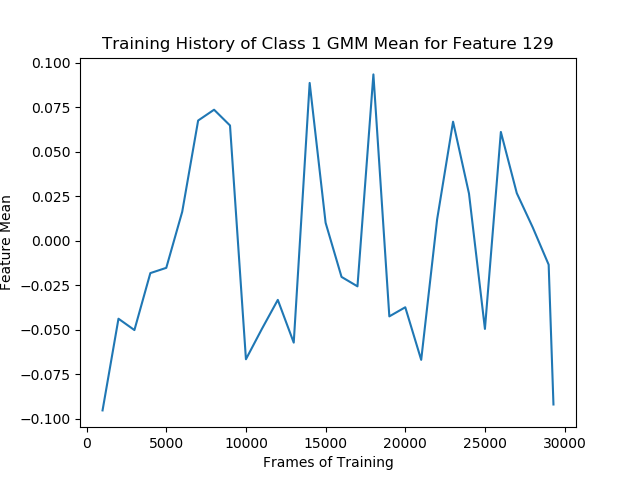 Training History of Class 1 GMM Mean for Feature 129
0.100
0.075
0.050
0.025
0.000
−0.025
−0.050
−0.075
−0.100
Feature Mean
0 5000 10000 15000 20000 25000 30000
Frames of Training